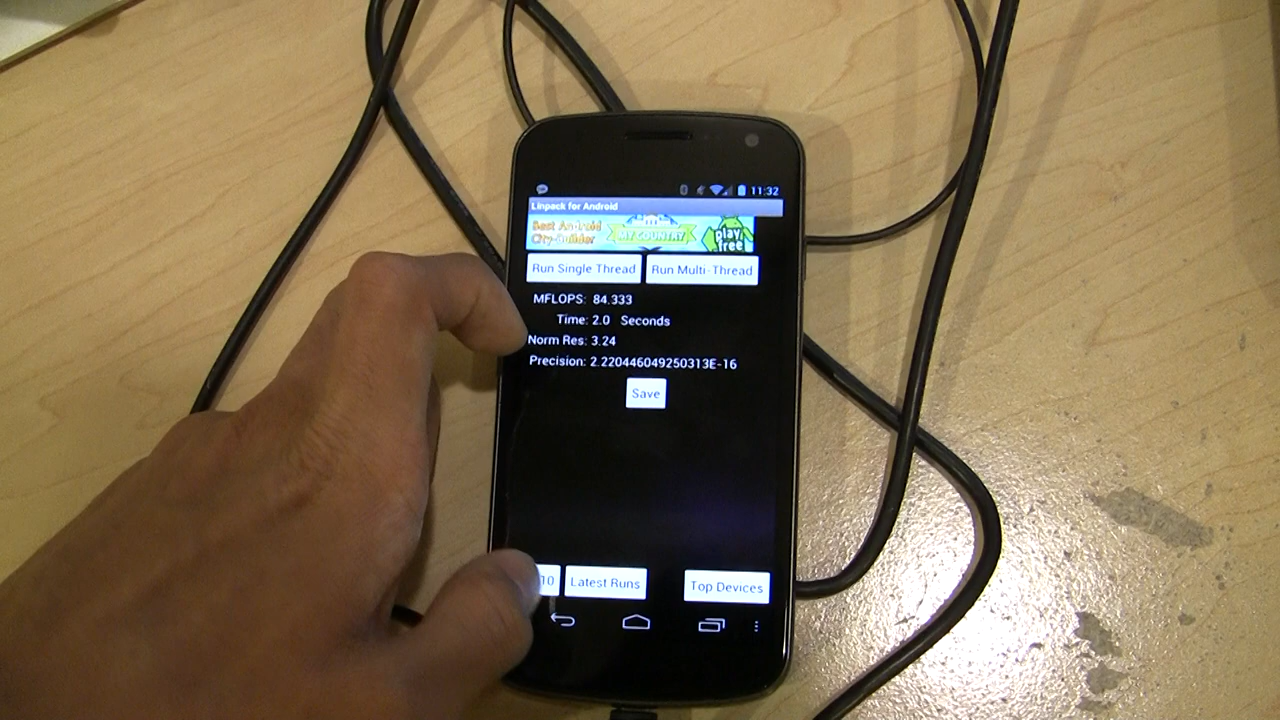 11:32
Linpack for Android
Best Android
City-Builder
MY COUNTRY
play
free
Run Single Thread
Run Multi-Thread
MFLOPS: 84.333
Time: 2.0 Seconds
Norm Res: 3.24
Precision: 2.220446049250313E-16
Save
10
Latest Runs
Top Devices